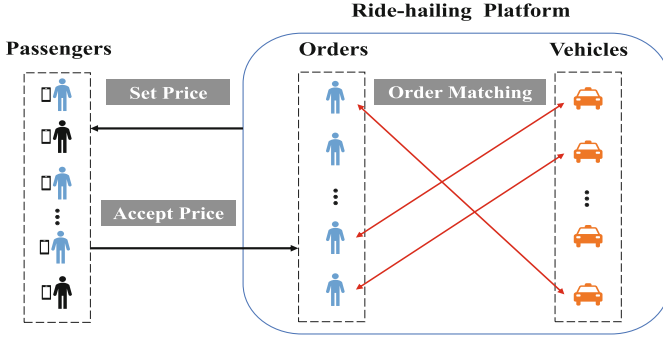 Ride-hailing Platform
Passengers
Orders
Vehicles
Set Price
Order Matching
Accept Price